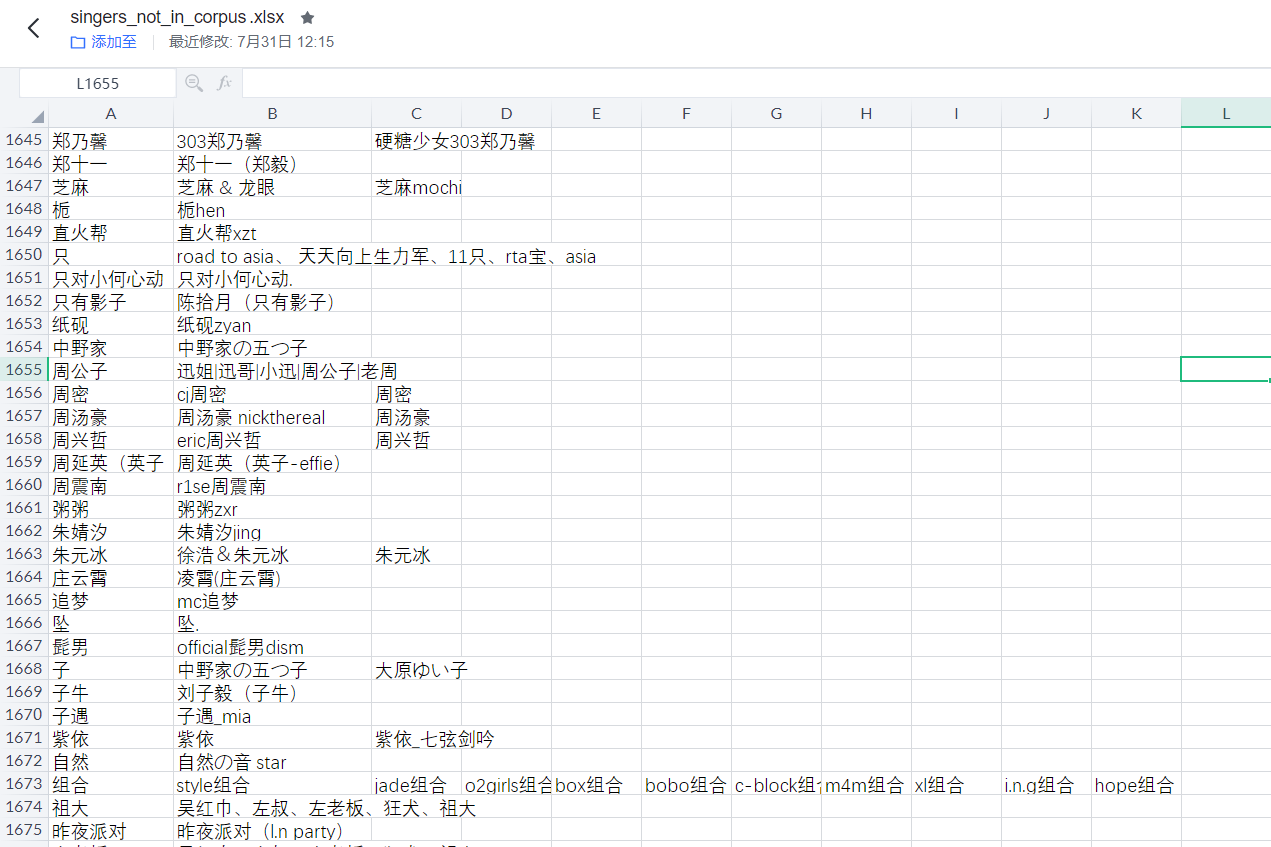 singers_not_in_corpus .xlsx
添加至 最近修改: 7月31日 12:15
L1655 fx
A B C D E F G H I J K L
1645 郑乃馨 303郑乃馨 硬糖少女303郑乃馨
1646 郑十一 郑十一（郑毅）
1647 芝麻 芝麻 & 龙眼 芝麻mochi
1648 栀 栀hen
1649 直火帮 直火帮xzt
1650 只 road to asia、 天天向上生力军、11只、rta宝、asia
1651 只对小何心动 只对小何心动.
1652 只有影子 陈拾月（只有影子）
1653 纸砚 纸砚zyan
1654 中野家 中野家の五つ子
1655 周公子 迅姐|迅哥|小迅|周公子|老周
1656 周密 cj周密 周密
1657 周汤豪 周汤豪 nickthereal 周汤豪
1658 周兴哲 eric周兴哲 周兴哲
1659 周延英（英子 周延英（英子-effie）
1660 周震南 r1se周震南
1661 粥粥 粥粥zxr
1662 朱婧汐 朱婧汐jing
1663 朱元冰 徐浩＆朱元冰 朱元冰
1664 庄云霄 凌霄(庄云霄)
1665 追梦 mc追梦
1666 坠 坠.
1667 髭男 official髭男dism
1668 子 中野家の五つ子 大原ゆい子
1669 子牛 刘子毅（子牛）
1670 子遇 子遇_mia
1671 紫依 紫依 紫依_七弦剑吟
1672 自然 自然の音 star
1673 组合 style组合 jade组合 o2girls组合 box组合 bobo组合 c-block组 m4m组合 xl组合 i.n.g组合 hope组合
1674 祖大 吴红巾、左叔、左老板、狂犬、祖大
1675 昨夜派对 昨夜派对（l.n party）